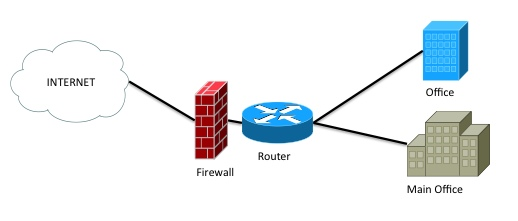 INTERNET
Firewall
Router
Office
Main Office